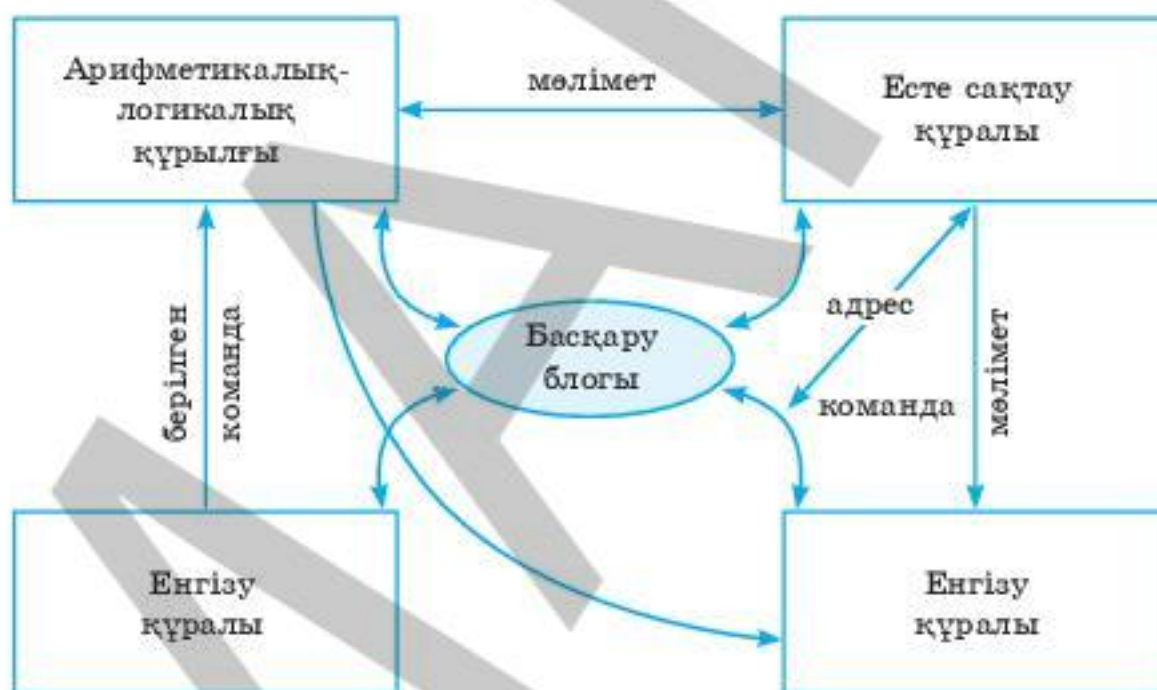 Арифметикалық-
логикалық
құрылғы
мәлімет
Есте сақтау
құралы
берілген
команда
Басқару
блогы
адрес
команда
мәлімет
Енгізу
құралы
Енгізу
құралы